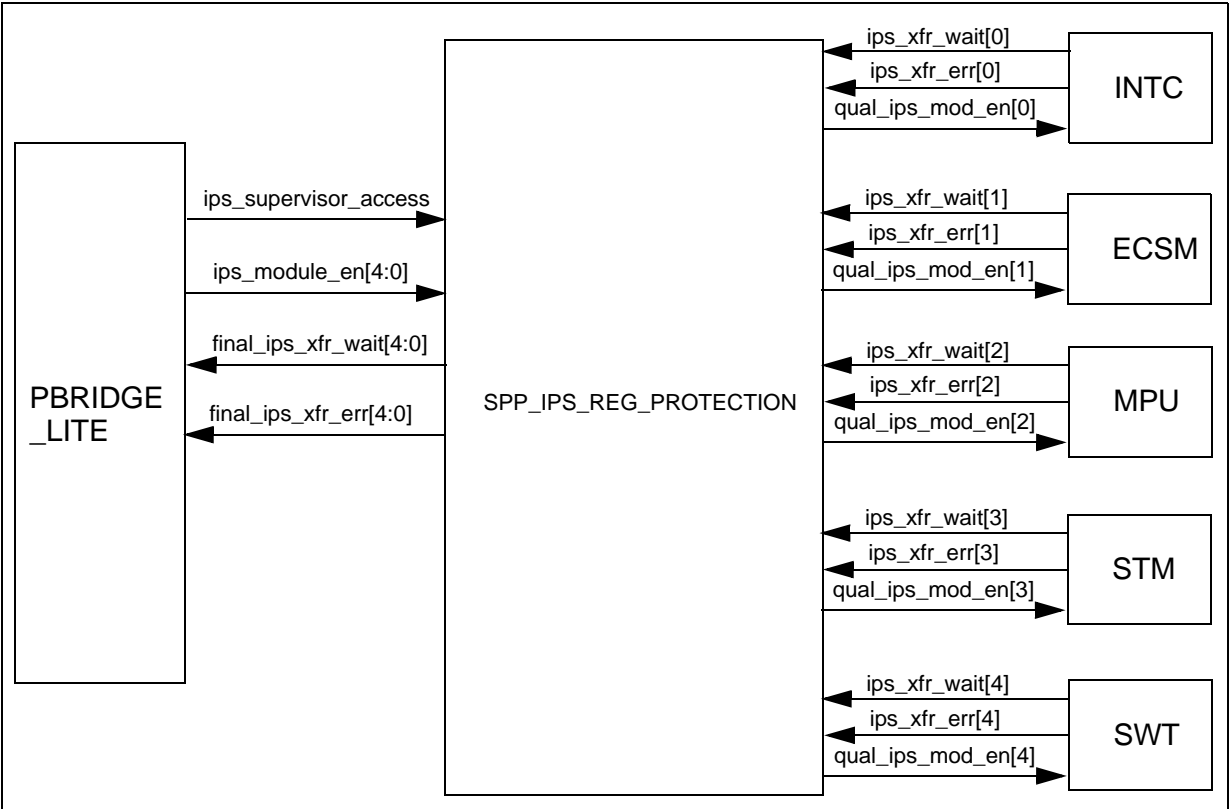 PBRIDGE
_LITE
ips_supervisor_access
ips_module_en[4:0]
final_ips_xfr_wait[4:0]
final_ips_xfr_err[4:0]
SPP_IPS_REG_PROTECTION
ips_xfr_wait[0]
ips_xfr_err[0]
qual_ips_mod_en[0]
INTC
ips_xfr_wait[1]
ips_xfr_err[1]
qual_ips_mod_en[1]
ECSM
ips_xfr_wait[2]
ips_xfr_err[2]
qual_ips_mod_en[2]
MPU
ips_xfr_wait[3]
ips_xfr_err[3]
qual_ips_mod_en[3]
STM
ips_xfr_wait[4]
ips_xfr_err[4]
qual_ips_mod_en[4]
SWT